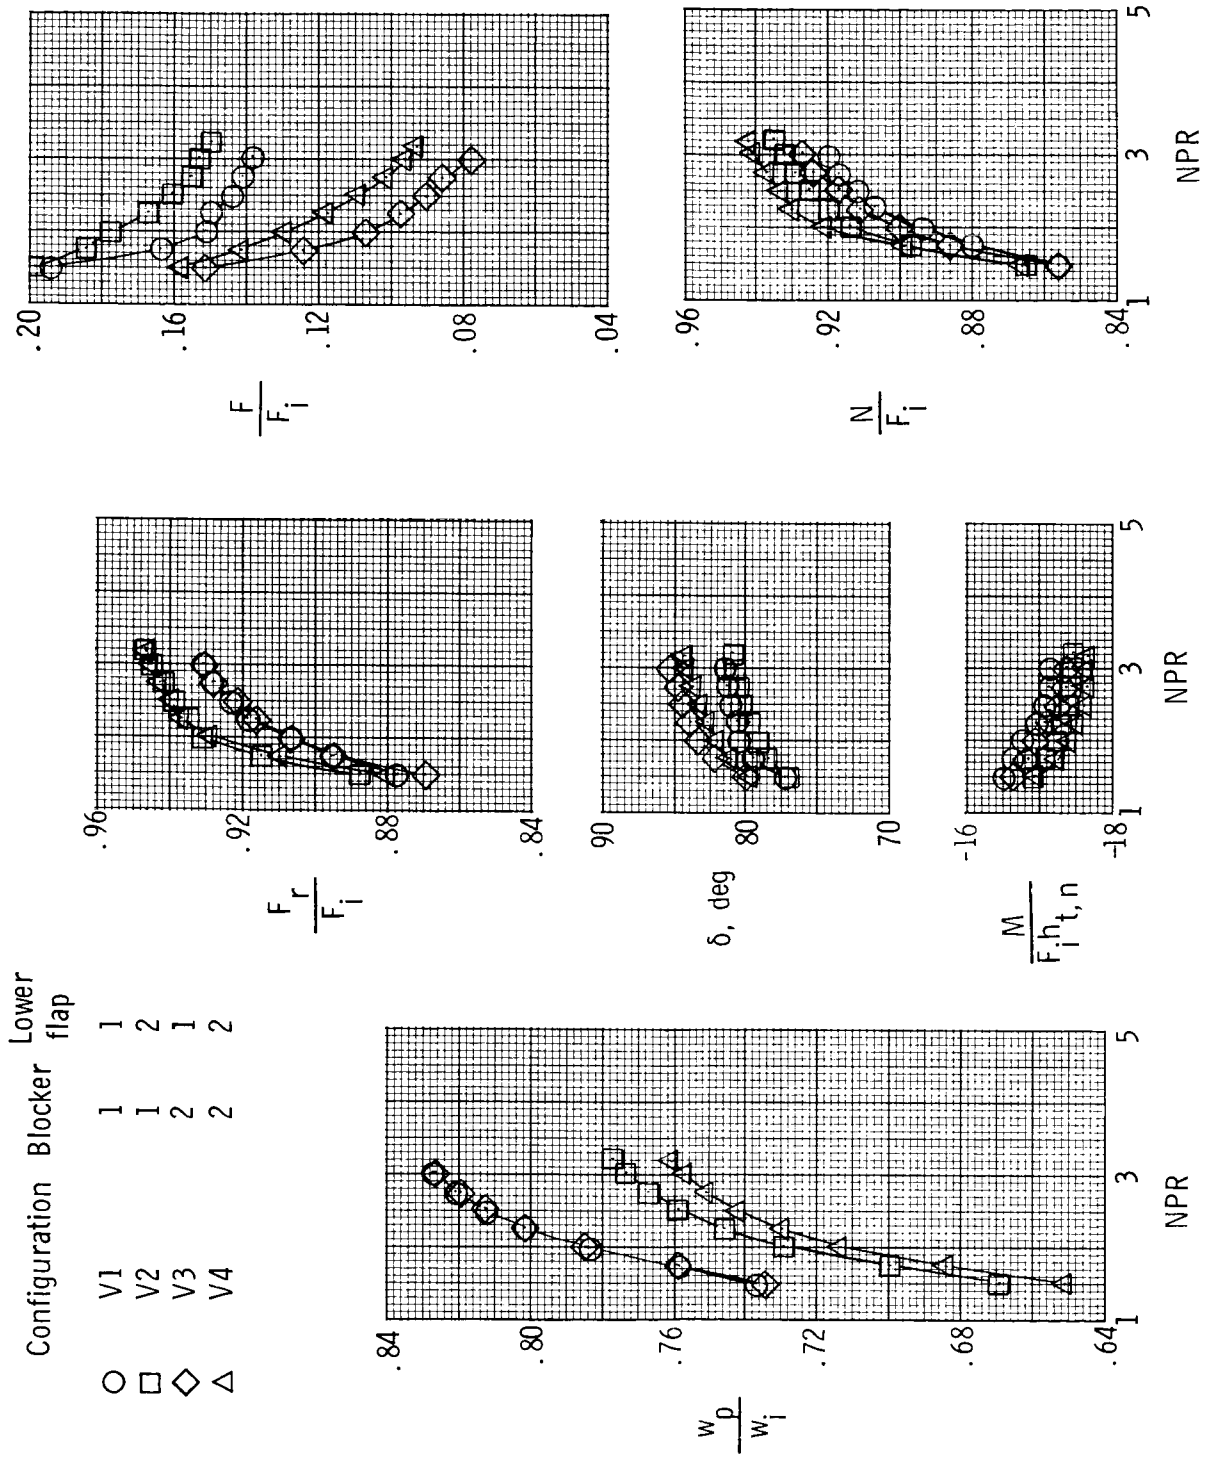 Configuration Blocker Lower flap
V1 1 1
V2 1 2
V3 2 1
V4 2 2
w_p
w_i
.84
.80
.76
.72
.68
.64
1 3 5
NPR
F_r
F_i
.96
.92
.88
.84
δ, deg
90
80
70
M
F_i h_t, n
-16
-18
1 3 5
NPR
F
F_i
.20
.16
.12
.08
.04
N
F_i
.96
.92
.88
.84
1 3 5
NPR